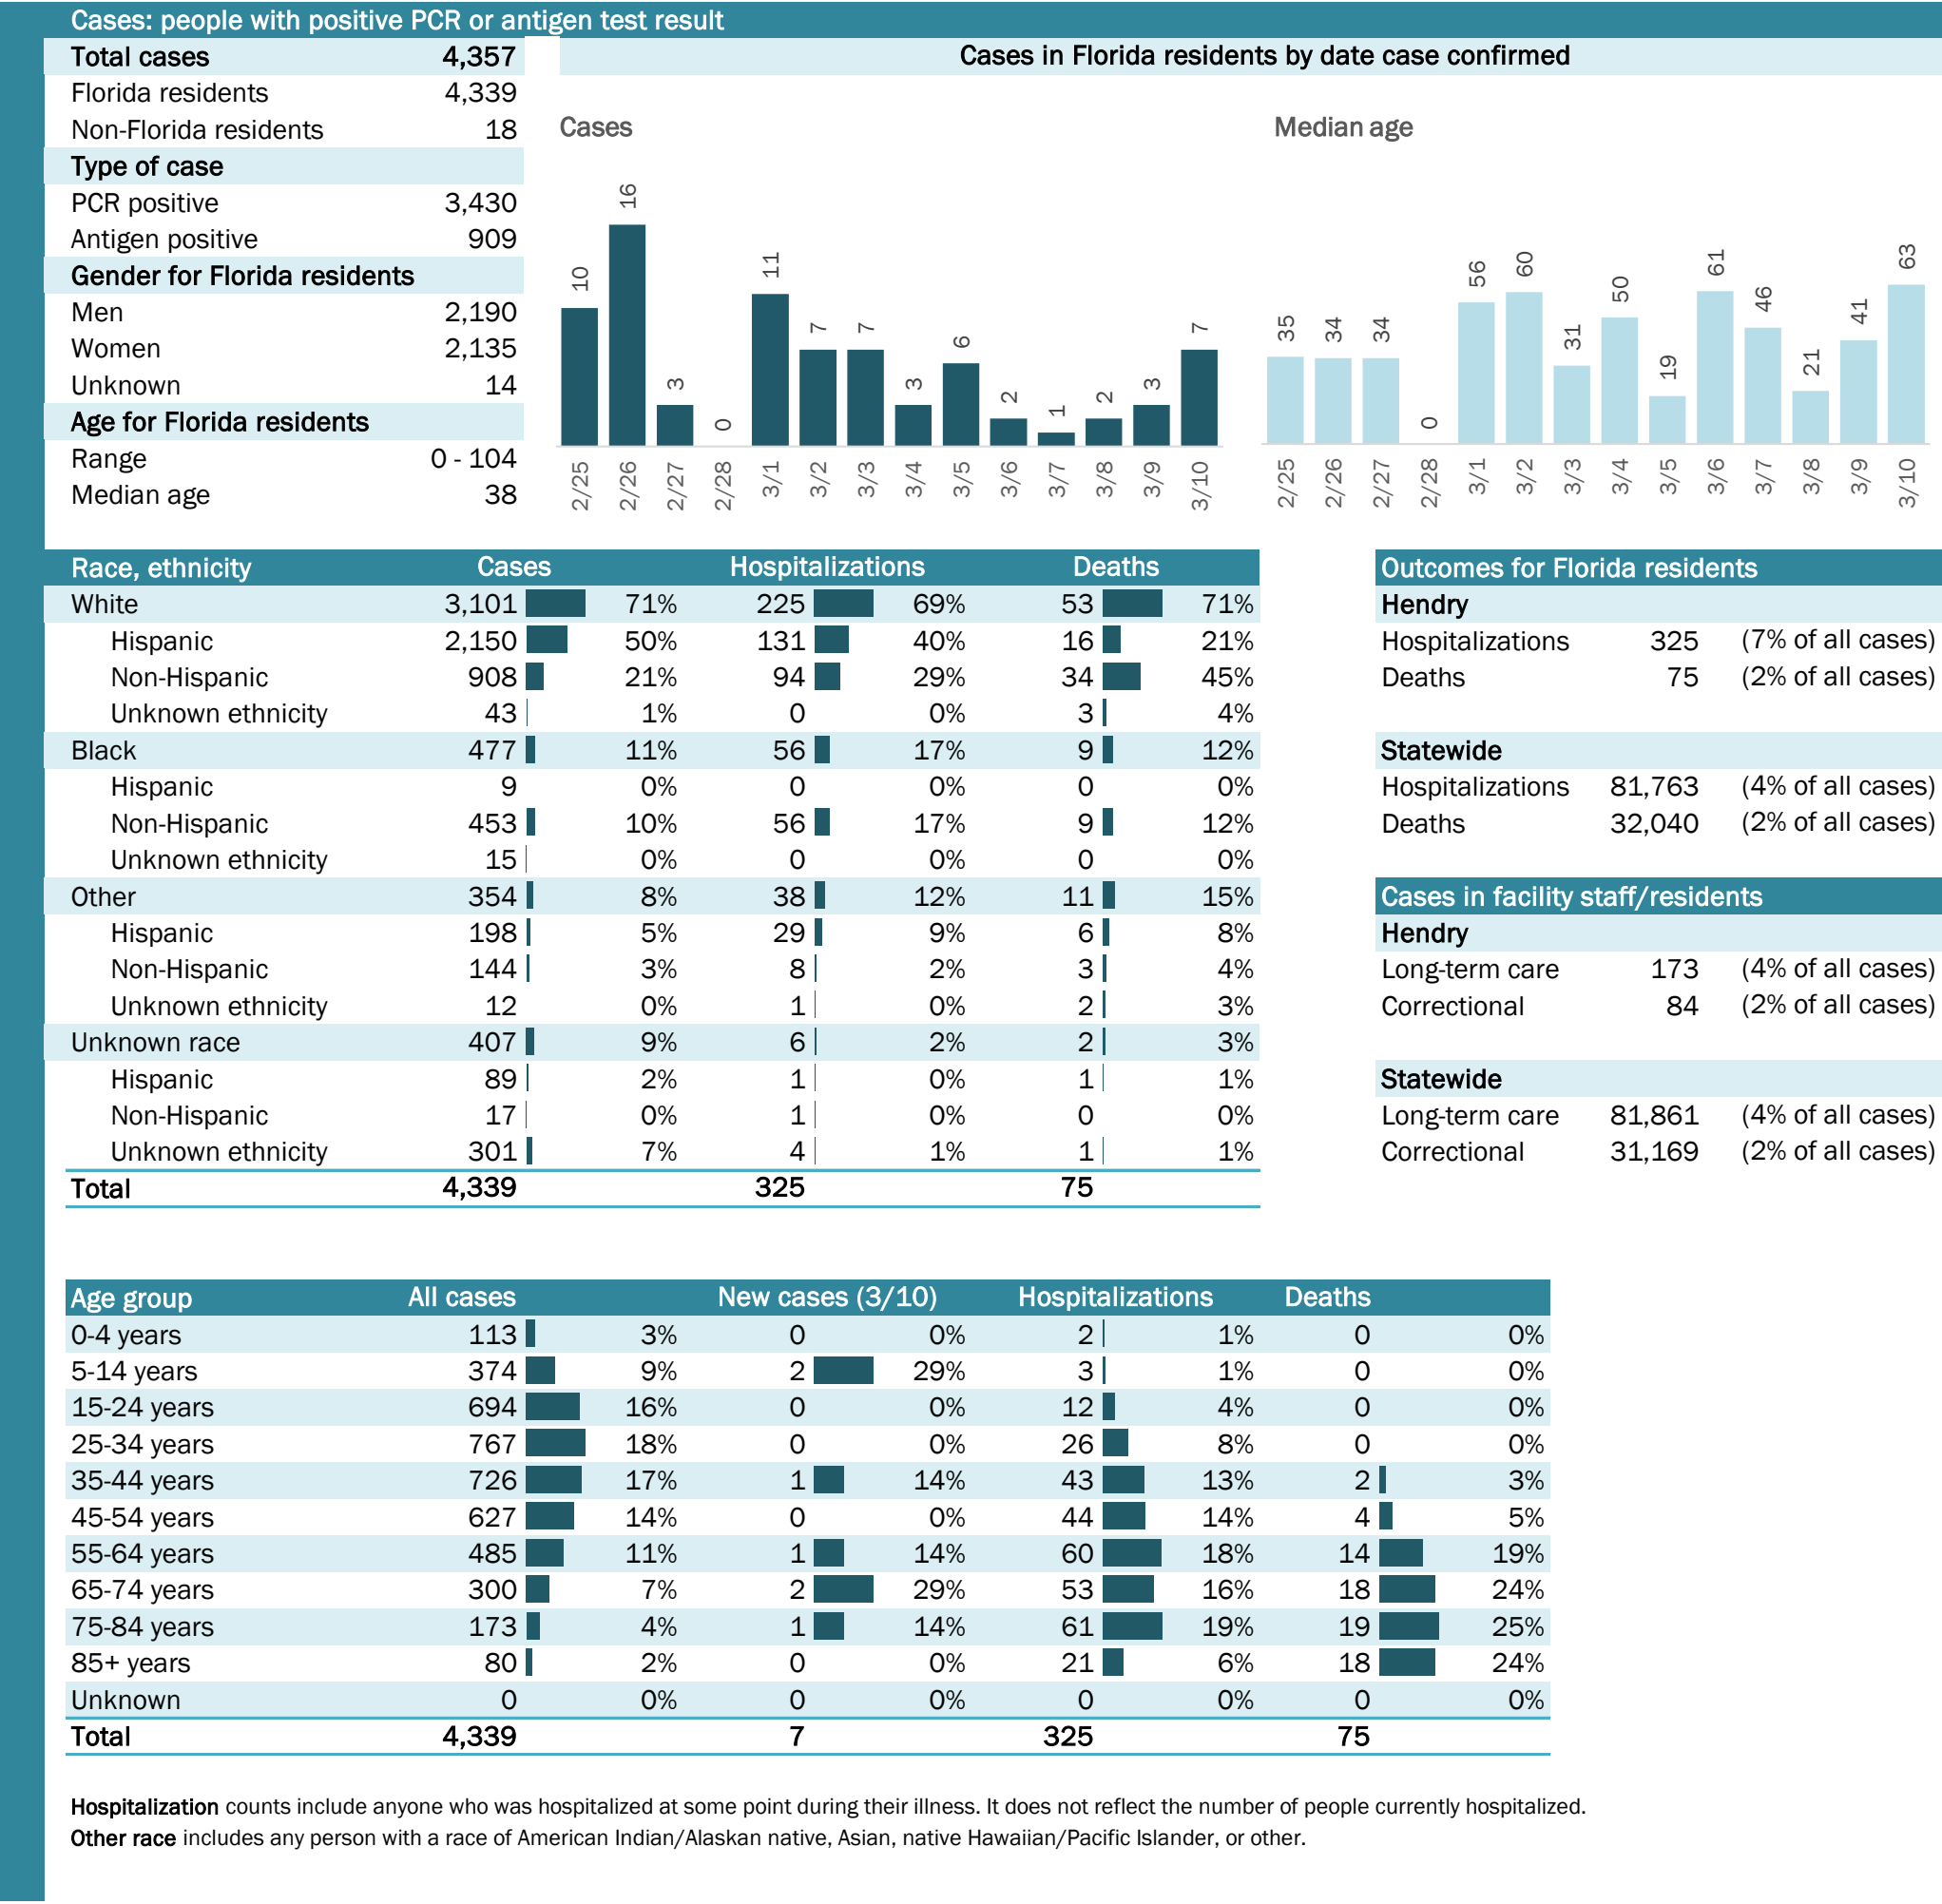 Cases: people with positive PCR or antigen test result
Total cases 4,357
Florida residents 4,339
Non-Florida residents 18
Type of case
PCR positive 3,430
Antigen positive 909
Gender for Florida residents
Men 2,190
Women 2,135
Unknown 14
Age for Florida residents
Range 0 - 104
Median age 38
Cases in Florida residents by date case confirmed
Cases
10 16 3 0 11 7 7 3 6 2 1 2 3 7
2/25 2/26 2/27 2/28 3/1 3/2 3/3 3/4 3/5 3/6 3/7 3/8 3/9 3/10
Median age
35 34 34 0 56 60 31 50 19 61 46 21 41 63
2/25 2/26 2/27 2/28 3/1 3/2 3/3 3/4 3/5 3/6 3/7 3/8 3/9 3/10
Race, ethnicity Cases Hospitalizations Deaths
White 3,101 71% 225 69% 53 71%
Hispanic 2,150 50% 131 40% 16 21%
Non-Hispanic 908 21% 94 29% 34 45%
Unknown ethnicity 43 1% 0 0% 3 4%
Black 477 11% 56 17% 9 12%
Hispanic 9 0% 0 0% 0 0%
Non-Hispanic 453 10% 56 17% 9 12%
Unknown ethnicity 15 0% 0 0% 0 0%
Other 354 8% 38 12% 11 15%
Hispanic 198 5% 29 9% 6 8%
Non-Hispanic 144 3% 8 2% 3 4%
Unknown ethnicity 12 0% 1 0% 2 3%
Unknown race 407 9% 6 2% 2 3%
Hispanic 89 2% 1 0% 1 1%
Non-Hispanic 17 0% 1 0% 0 0%
Unknown ethnicity 301 7% 4 1% 1 1%
Total 4,339 325 75
Outcomes for Florida residents
Hendry
Hospitalizations 325 (7% of all cases)
Deaths 75 (2% of all cases)
Statewide
Hospitalizations 81,763 (4% of all cases)
Deaths 32,040 (2% of all cases)
Cases in facility staff/residents
Hendry
Long-term care 173 (4% of all cases)
Correctional 84 (2% of all cases)
Statewide
Long-term care 81,861 (4% of all cases)
Correctional 31,169 (2% of all cases)
Age group All cases New cases (3/10) Hospitalizations Deaths
0-4 years 113 3% 0 0% 2 1% 0 0%
5-14 years 374 9% 2 29% 3 1% 0 0%
15-24 years 694 16% 0 0% 12 4% 0 0%
25-34 years 767 18% 0 0% 26 8% 0 0%
35-44 years 726 17% 1 14% 43 13% 2 3%
45-54 years 627 14% 0 0% 44 14% 4 5%
55-64 years 485 11% 1 14% 60 18% 14 19%
65-74 years 300 7% 2 29% 53 16% 18 24%
75-84 years 173 4% 1 14% 61 19% 19 25%
85+ years 80 2% 0 0% 21 6% 18 24%
Unknown 0 0% 0 0% 0 0% 0 0%
Total 4,339 7 325 75
Hospitalization counts include anyone who was hospitalized at some point during their illness. It does not reflect the number of people currently hospitalized.
Other race includes any person with a race of American Indian/Alaskan native, Asian, native Hawaiian/Pacific Islander, or other.